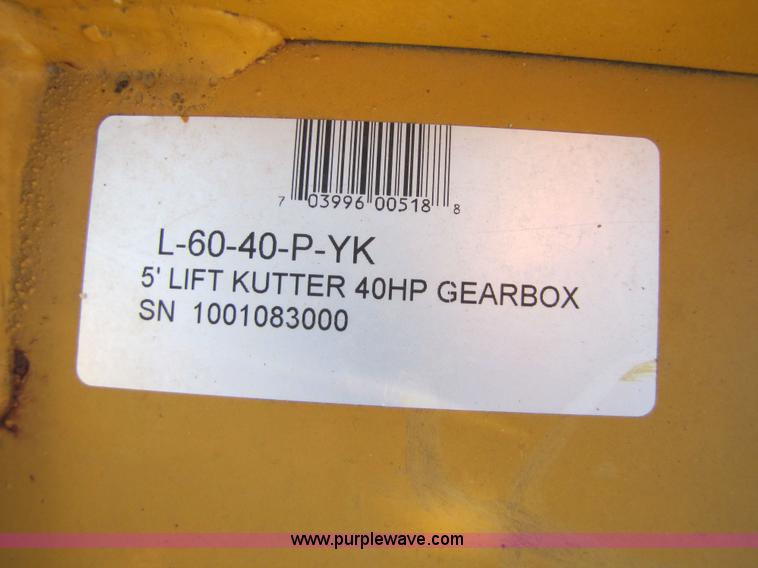 7 03996 00518 8
L-60-40-P-YK
5' LIFT KUTTER 40HP GEARBOX
SN 1001083000
www.purplewave.com